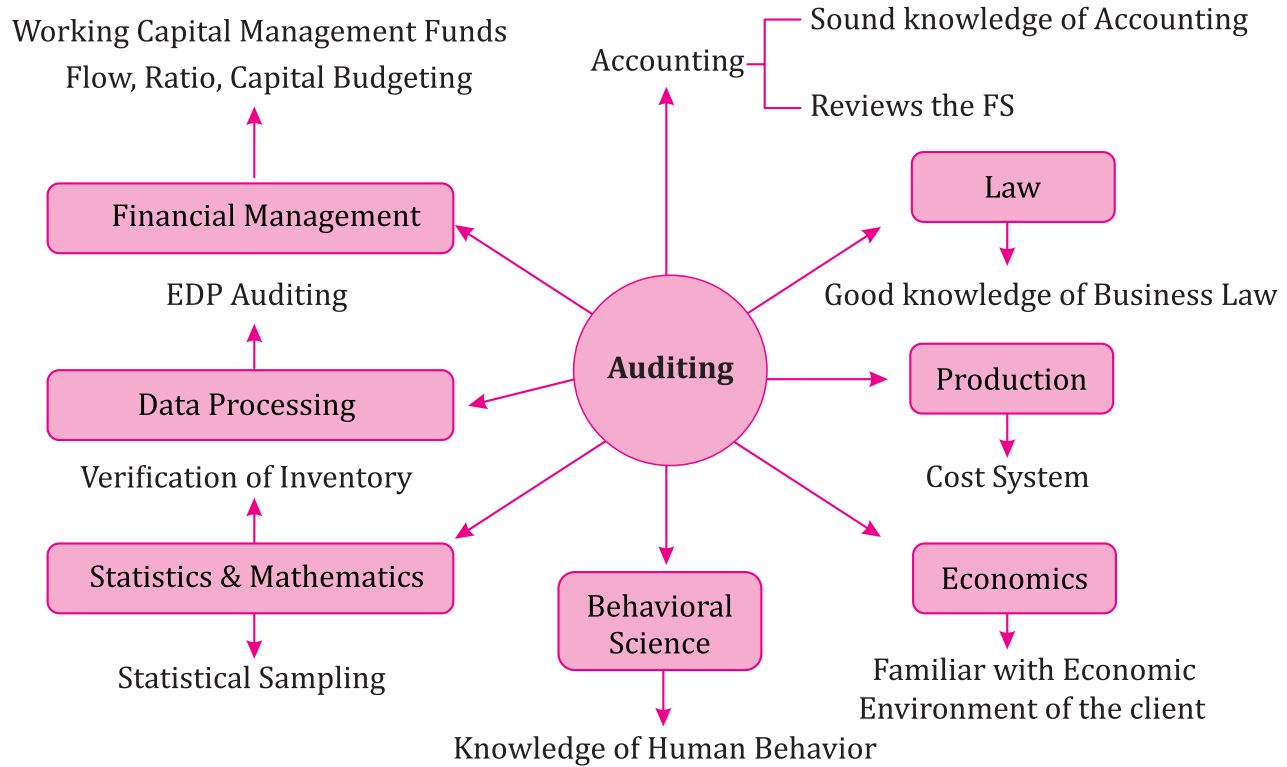 Working Capital Management Funds
Flow, Ratio, Capital Budgeting
Accounting
Sound knowledge of Accounting
Reviews the FS
Financial Management
Law
Good knowledge of Business Law
EDP Auditing
Data Processing
Auditing
Production
Cost System
Verification of Inventory
Statistics & Mathematics
Statistical Sampling
Behavioral
Science
Knowledge of Human Behavior
Economics
Familiar with Economic
Environment of the client